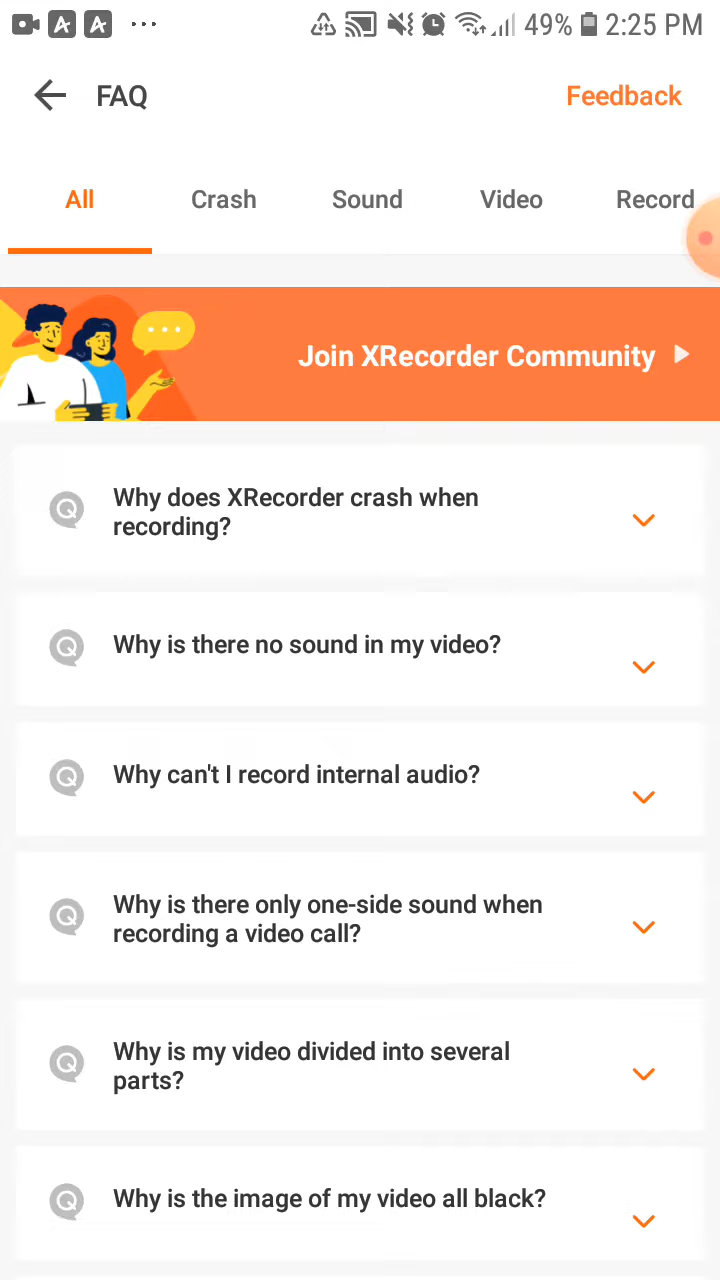 49% 2:25 PM
FAQ
Feedback
All
Crash
Sound
Video
Record
Join XRecorder Community
Why does XRecorder crash when
recording?
Why is there no sound in my video?
Why can't I record internal audio?
Why is there only one-side sound when
recording a video call?
Why is my video divided into several
parts?
Why is the image of my video all black?